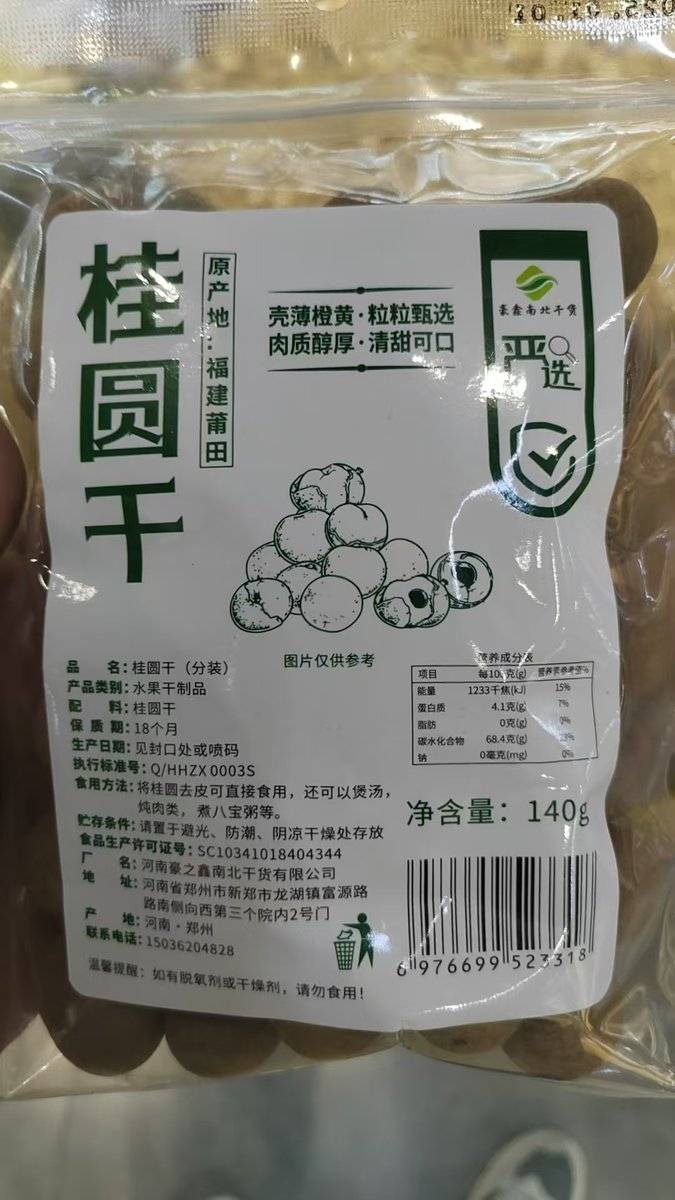 桂圆干
原产地：福建莆田
壳薄橙黄·粒粒甄选
肉质醇厚·清甜可口
豪鑫南北干货
严选
图片仅供参考
品 名：桂圆干（分装）
产品类别：水果干制品
配 料：桂圆干
保 质 期：18个月
生产日期：见封口处或喷码
执行标准号：Q/HHZX 0003S
食用方法：将桂圆去皮可直接食用，还可以煲汤，
炖肉类，煮八宝粥等。
贮存条件：请置于避光、防潮、阴凉干燥处存放
食品生产许可证号：SC10341018404344
厂 名：河南豪之鑫南北干货有限公司
地 址：河南省郑州市新郑市龙湖镇富源路
路南侧向西第三个院内2号门
产 地：河南·郑州
联系电话：15036204828
温馨提醒：如有脱氧剂或干燥剂，请勿食用！
营养成分表
项目 每100克(g) 营养素参考值%
能量 1233千焦(kJ) 15%
蛋白质 4.1克(g) 7%
脂肪 0克(g) 0%
碳水化合物 68.4克(g) 23%
钠 0毫克(mg) 0%
净含量：140g
6 976699 523318